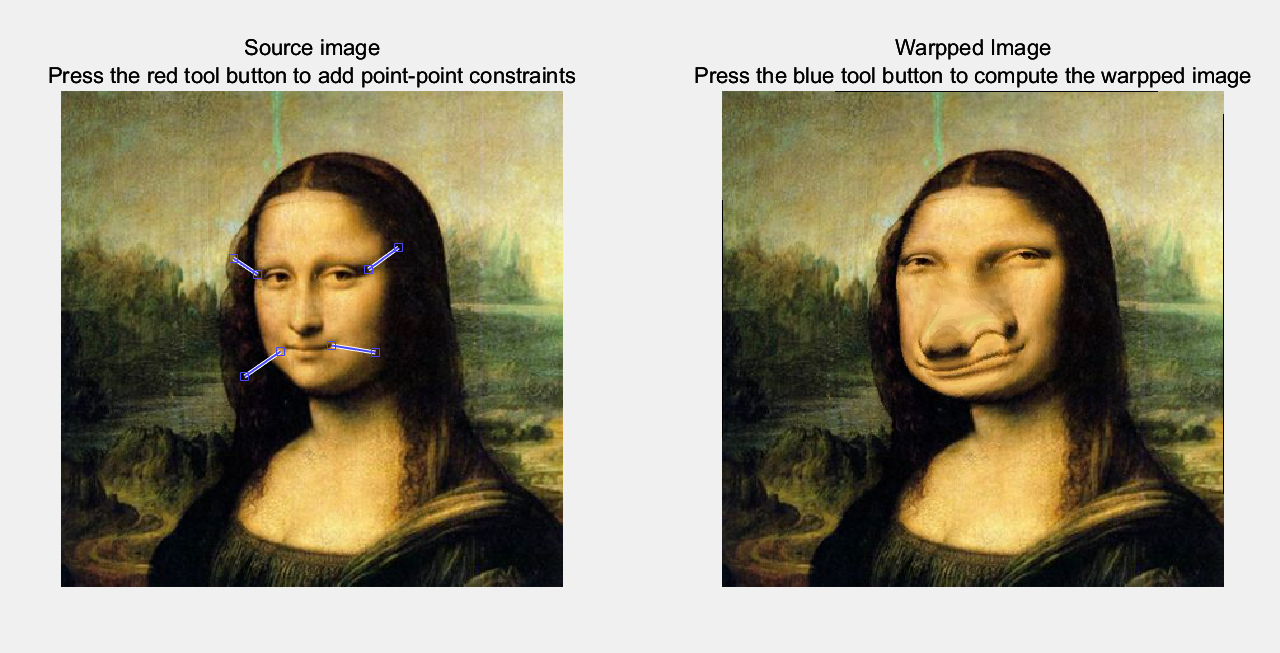 Source image
Press the red tool button to add point-point constraints
Warpped Image
Press the blue tool button to compute the warpped image